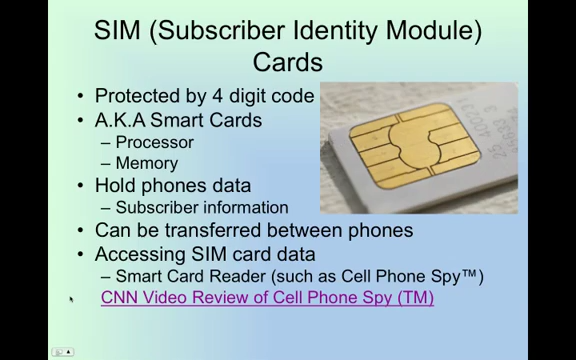 SIM (Subscriber Identity Module)
Cards
• Protected by 4 digit code
• A.K.A Smart Cards
– Processor
– Memory
• Hold phones data
– Subscriber information
• Can be transferred between phones
• Accessing SIM card data
– Smart Card Reader (such as Cell Phone Spy™)
CNN Video Review of Cell Phone Spy (TM)